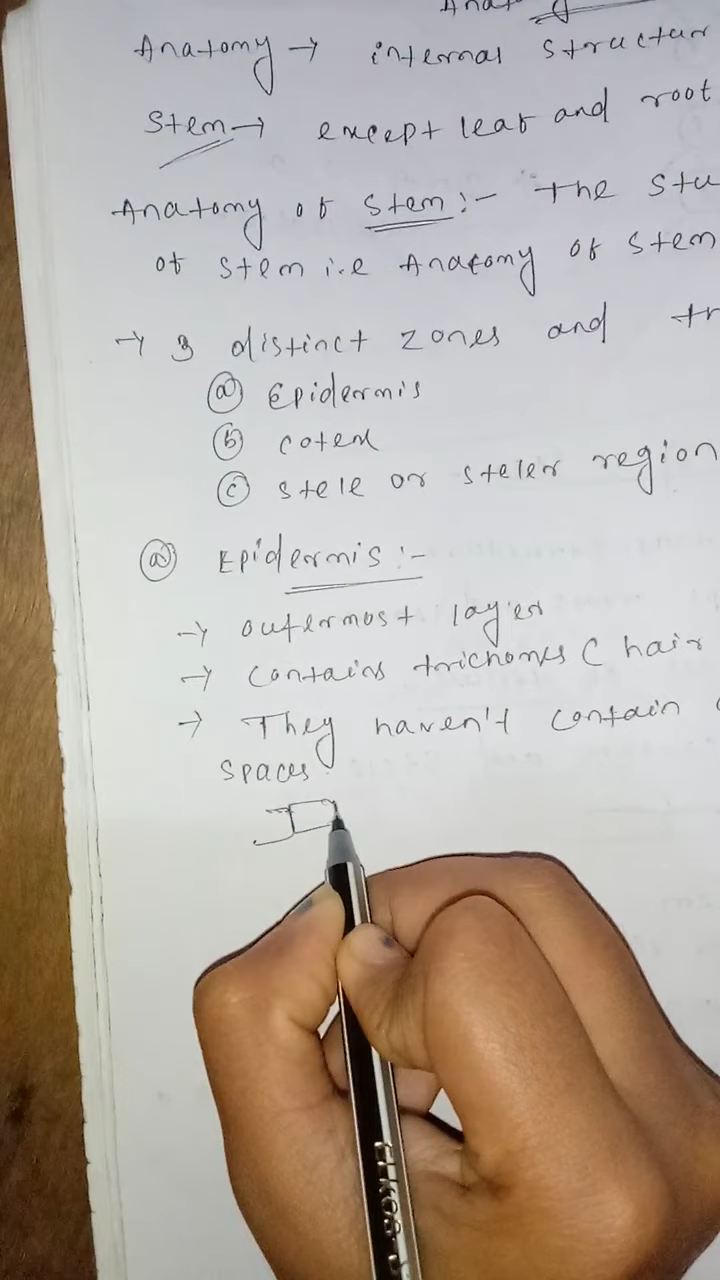 Anatomy → internal structur
Stem → except leaf and root
Anatomy of Stem :- The stu
of stem i.e Anatomy of stem
→ 3 distinct zones and
(a) Epidermis
(b) cotex
(c) stele or steler region
(a) Epidermis :-
→ outermost layer
→ contains trichomes ( hair
→ They haven't contain
spaces.